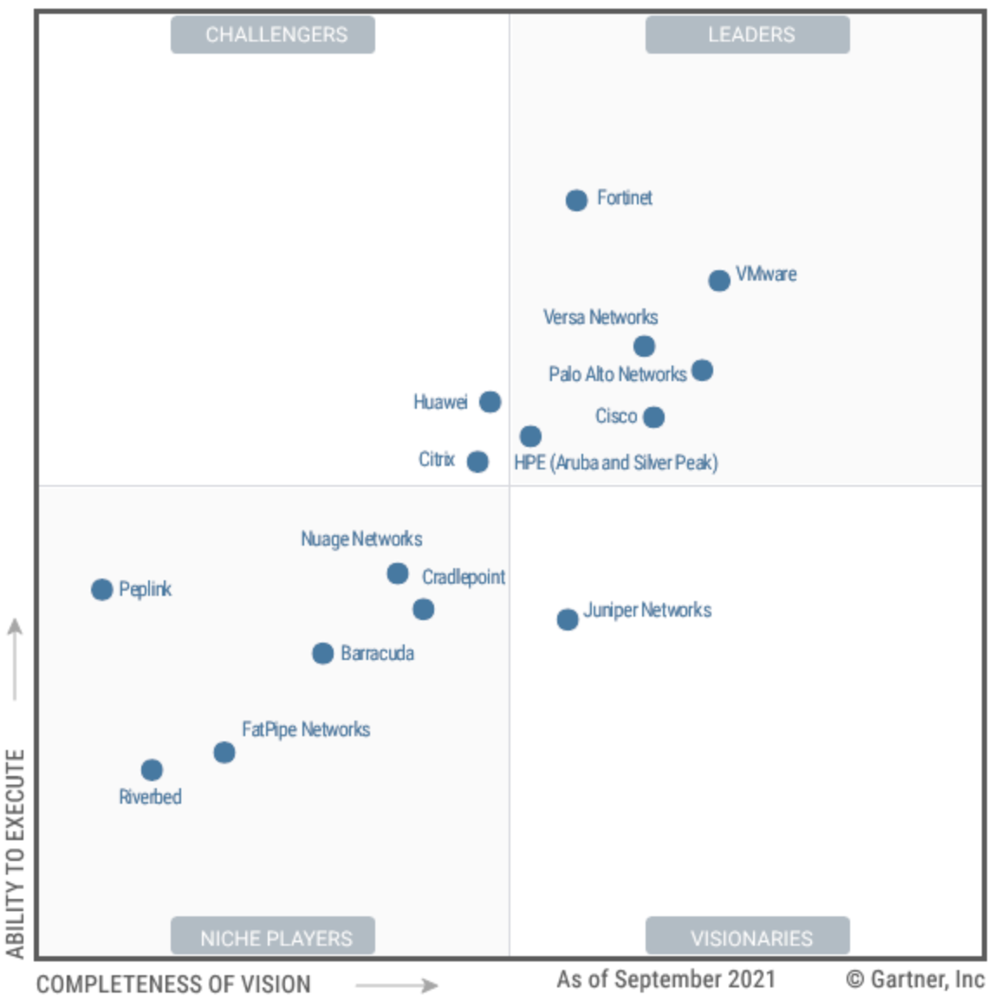 CHALLENGERS
LEADERS
Fortinet
VMware
Versa Networks
Palo Alto Networks
Huawei
Cisco
Citrix
HPE (Aruba and Silver Peak)
Nuage Networks
Cradlepoint
Peplink
Juniper Networks
Barracuda
FatPipe Networks
Riverbed
NICHE PLAYERS
VISIONARIES
ABILITY TO EXECUTE
COMPLETENESS OF VISION
As of September 2021
© Gartner, Inc